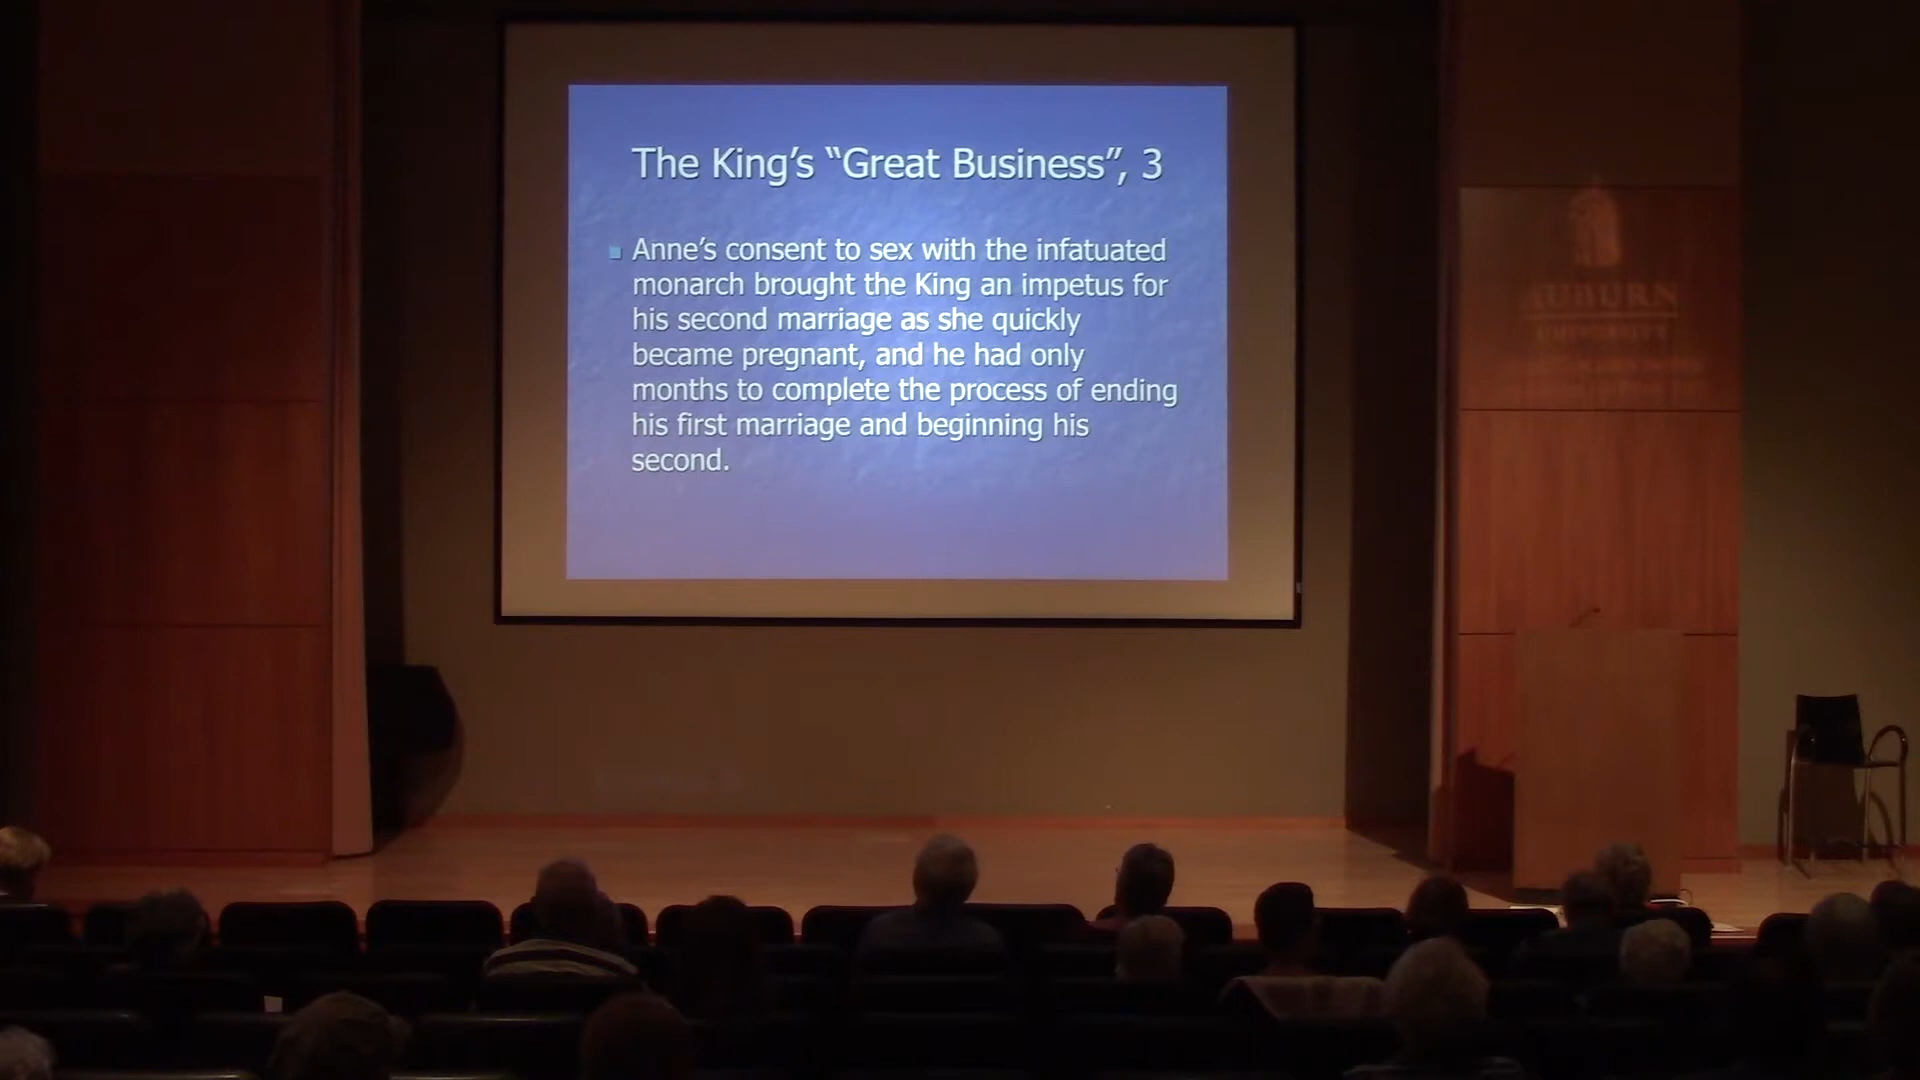 The King's “Great Business”, 3
Anne's consent to sex with the infatuated
monarch brought the King an impetus for
his second marriage as she quickly
became pregnant, and he had only
months to complete the process of ending
his first marriage and beginning his
second.
AUBURN
UNIVERSITY